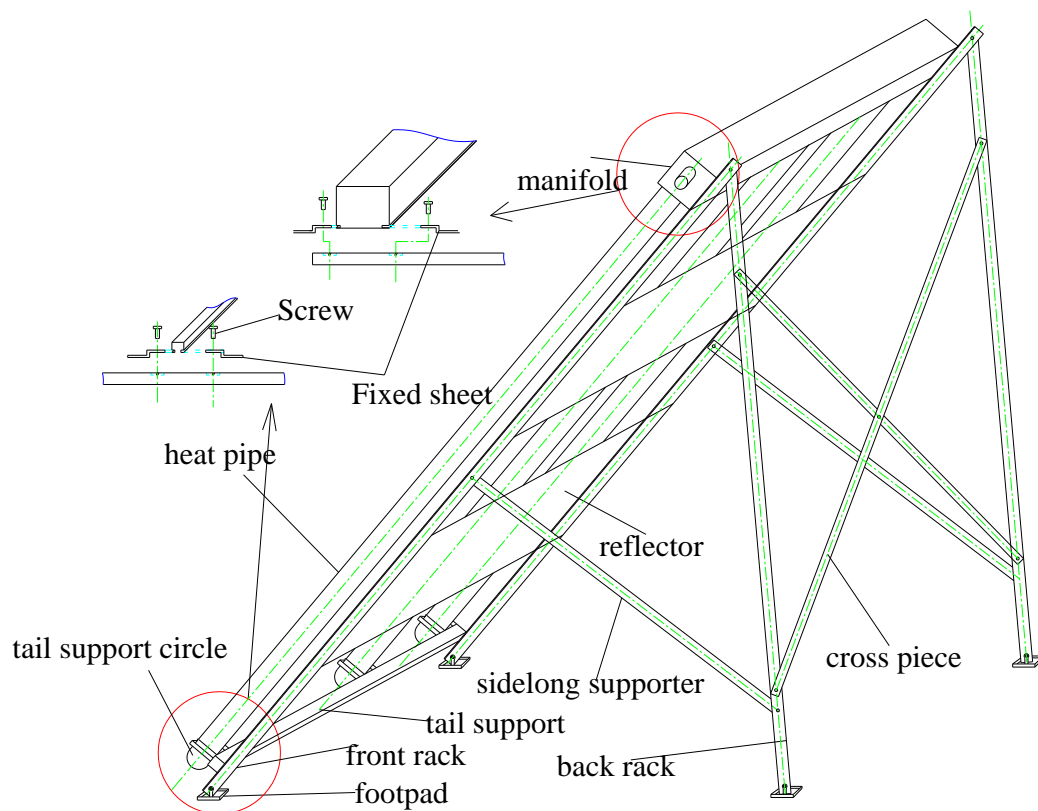 manifold
Screw
Fixed sheet
heat pipe
reflector
tail support circle
cross piece
sidelong supporter
tail support
front rack
back rack
footpad